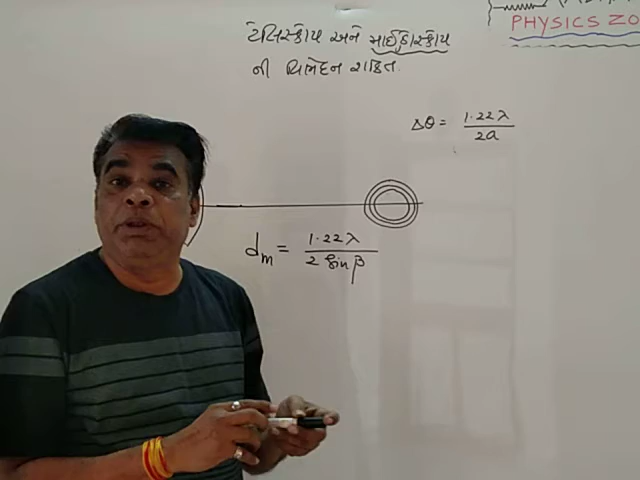 PHYSICS ZO
ટેલિસ્કોપ અને માઈક્રોસ્કોપ
ની વિભેદન શક્તિ.
Δθ = 1.22λ / 2a
dm = 1.22λ / 2 sin β